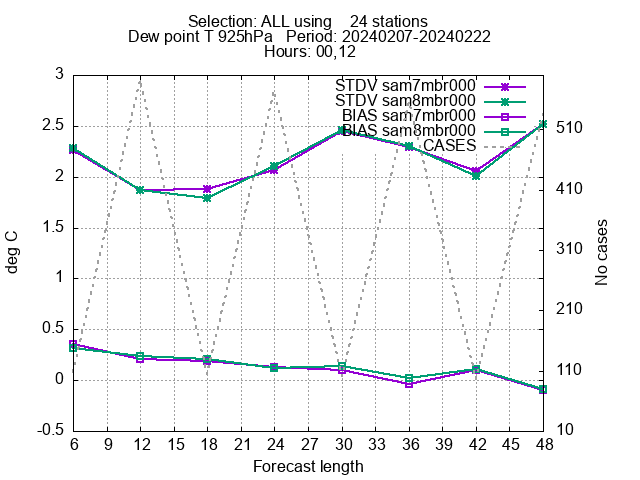 Selection: ALL using    24 stations
Dew point T 925hPa   Period: 20240207-20240222
Hours: 00,12
STDV sam7mbr000
STDV sam8mbr000
BIAS sam7mbr000
BIAS sam8mbr000
CASES
3
2.5
2
1.5
1
0.5
0
-0.5
deg C
510
410
310
210
110
10
No cases
6 9 12 15 18 21 24 27 30 33 36 39 42 45 48
Forecast length